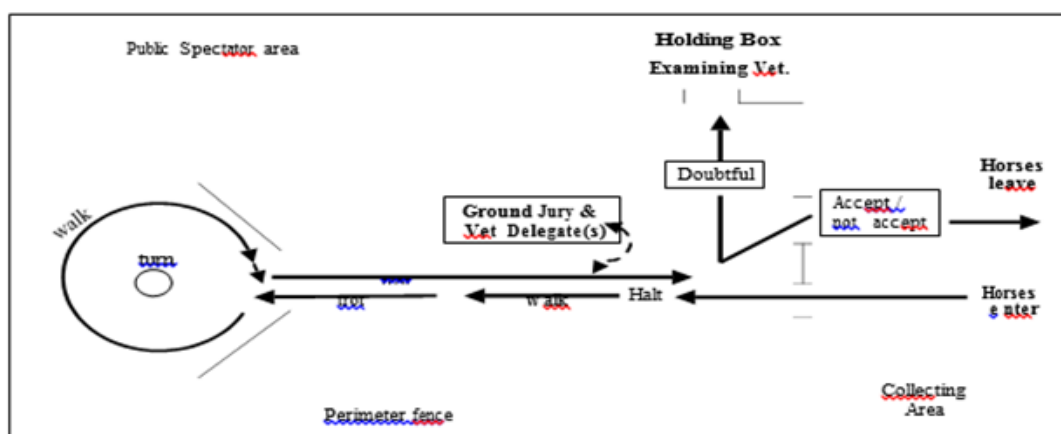 Public Spectator area
Holding Box
Examining Vet.
Doubtful
Horses
leave
Accept /
not accept
Ground Jury &
Vet Delegate(s)
walk
turn
Halt
walk
Horses
enter
Collecting
Area
Perimeter fence